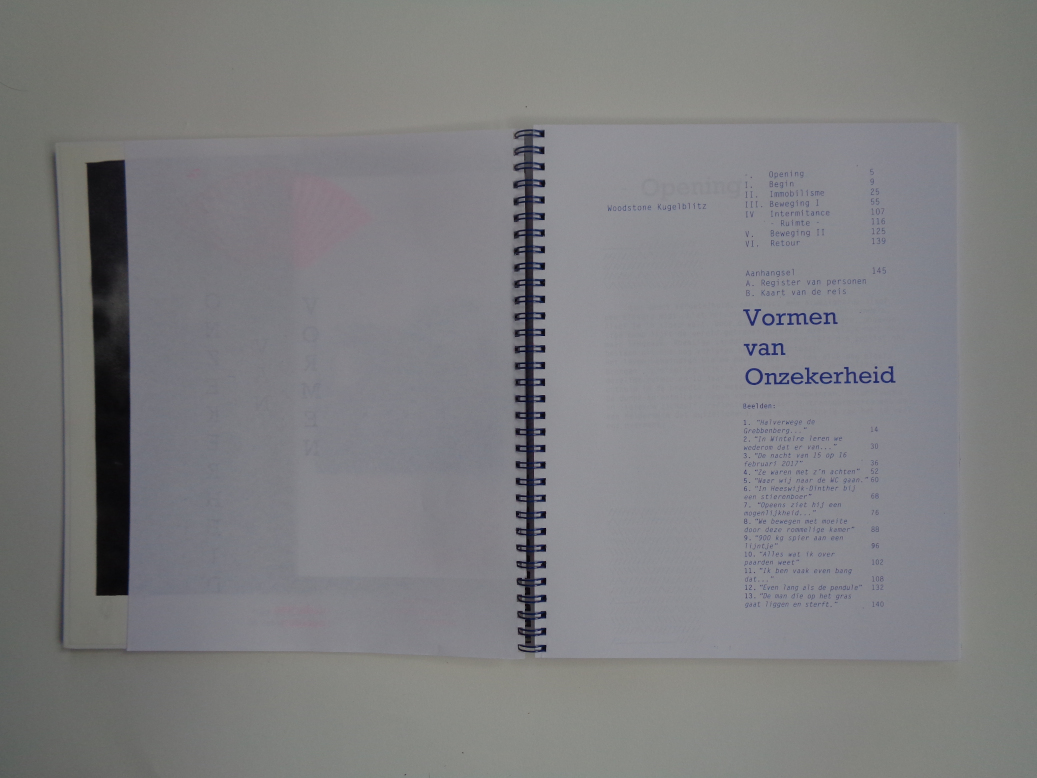 Woodstone Kugelblitz
-. Opening 5
I. Begin 9
II. Immobilisme 25
III. Beweging I 55
IV Intermitance 107
- Ruimte - 116
V. Beweging II 125
VI. Retour 139
Aanhangsel 145
A. Register van personen
B. Kaart van de reis
Vormen
van
Onzekerheid
Beelden:
1. "Halverwege de
Grebbenberg..." 14
2. "In Wintelre leren we
wederom dat er van..." 30
3. "De nacht van 15 op 16
februari 2017" 36
4. "Ze waren met z'n achten" 52
5. "Waar wij naar de WC gaan." 60
6. "In Heeswijk-Dinther bij
een stierenboer" 68
7. "Opeens ziet hij een
mogenlijkheid..." 76
8. "We bewegen met moeite
door deze rommelige kamer" 88
9. "900 kg spier aan een
lijntje" 96
10. "Alles wat ik over
paarden weet" 102
11. "Ik ben vaak even bang
dat..." 108
12. "Even lang als de pendule" 132
13. "De man die op het gras
gaat liggen en sterft." 140
- Opening
VORMEN